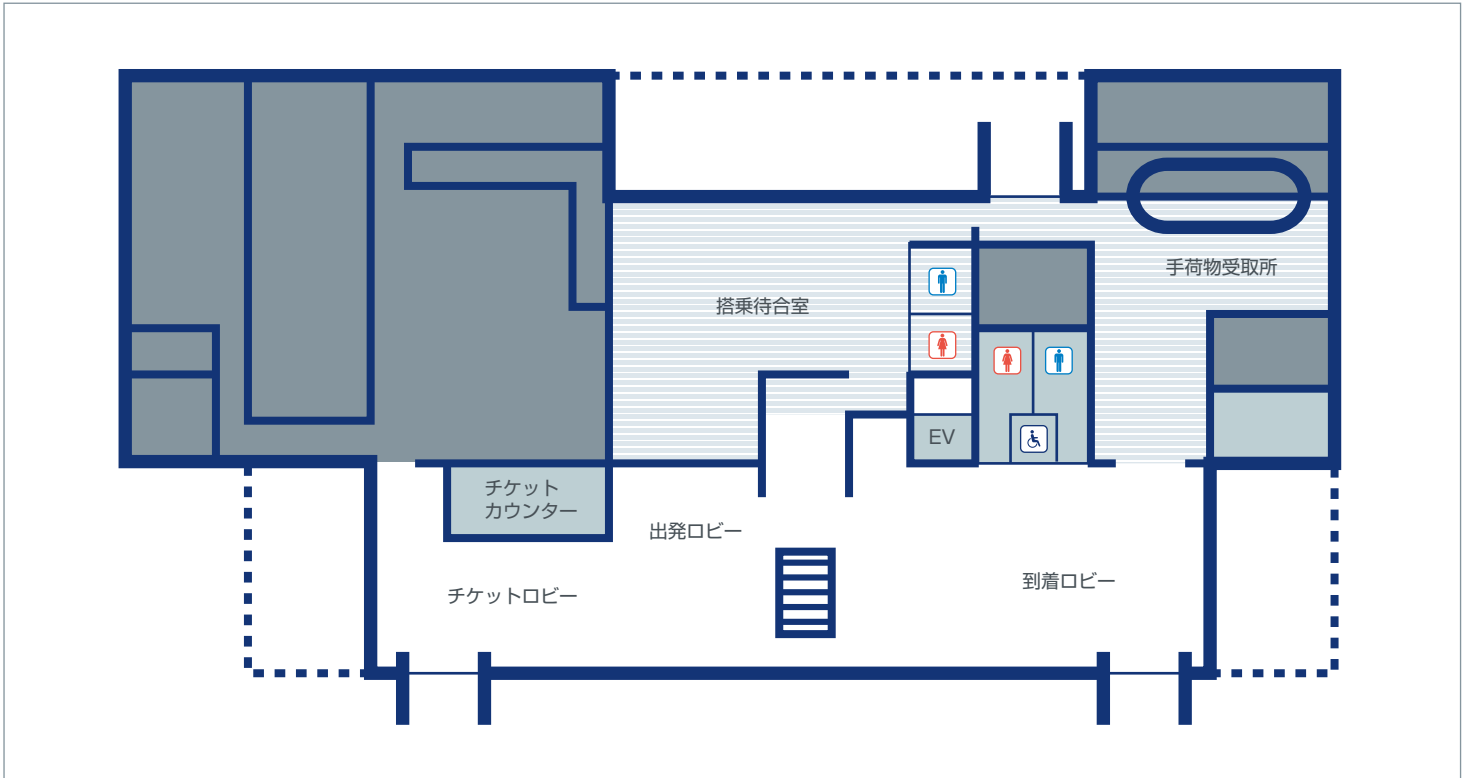 手荷物受取所
搭乗待合室
EV
チケット
カウンター
出発ロビー
到着ロビー
チケットロビー